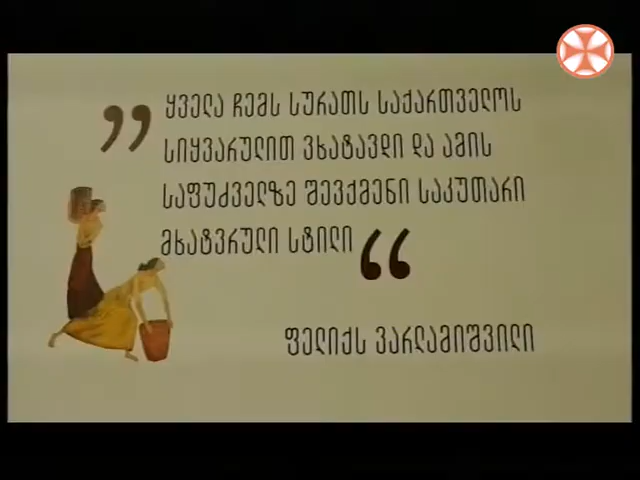 „ყველა ჩემს სურათს საქართველოს
სიყვარულით ვხატავდი და ამის
საფუძველზე შევქმენი საკუთარი
მხატვრული სტილი“
ფელიქს ვარლამიშვილი